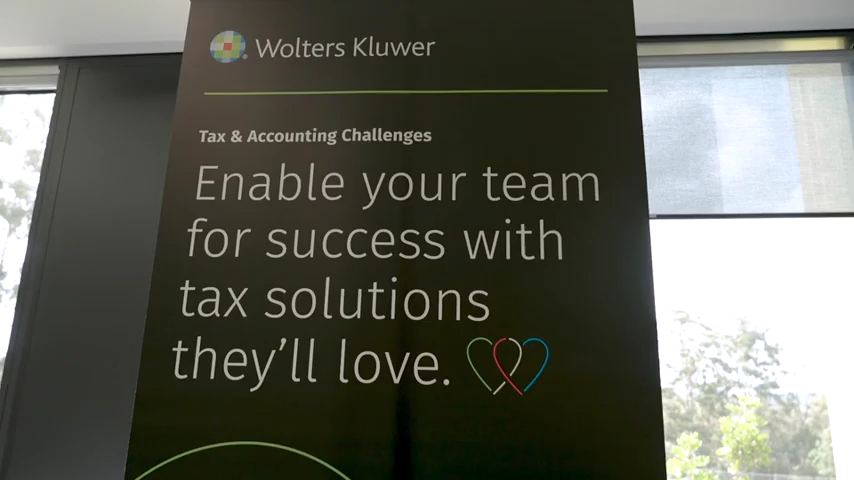 Wolters Kluwer
Tax & Accounting Challenges
Enable your team
for success with
tax solutions
they'll love.